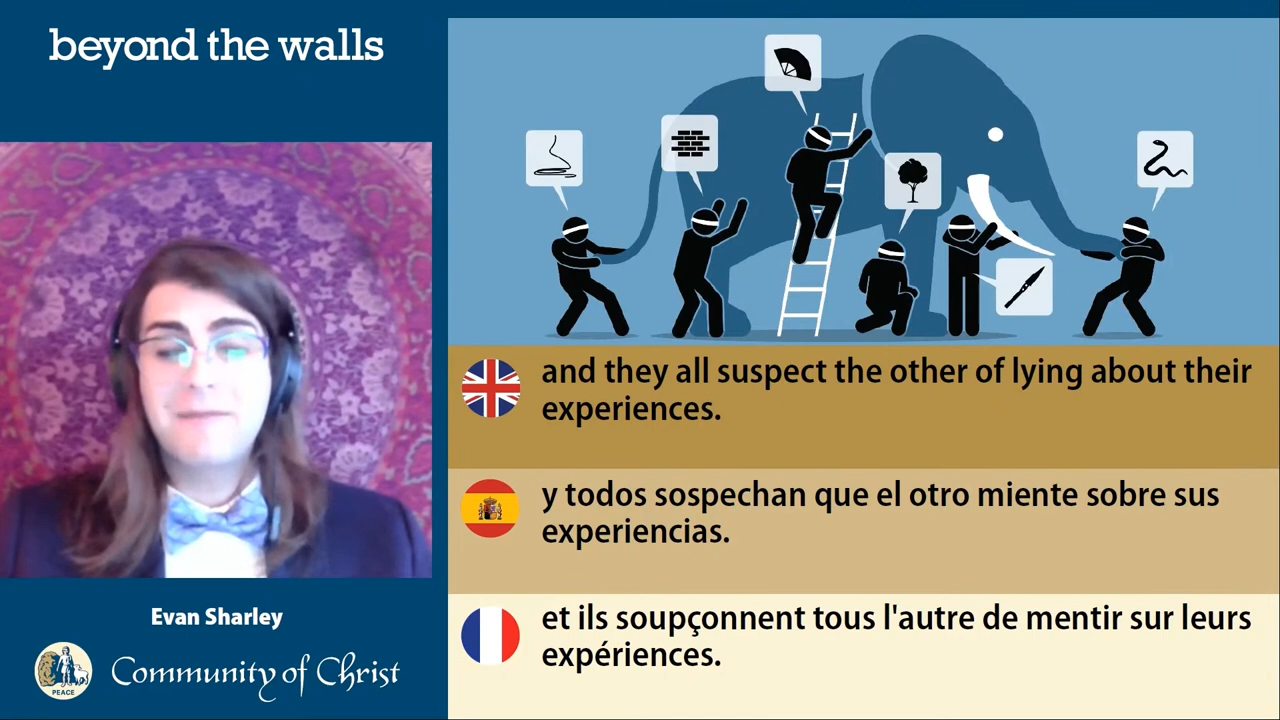 beyond the walls
and they all suspect the other of lying about their
experiences.
y todos sospechan que el otro miente sobre sus
experiencias.
et ils soupçonnent tous l'autre de mentir sur leurs
expériences.
Evan Sharley
PEACE
Community of Christ